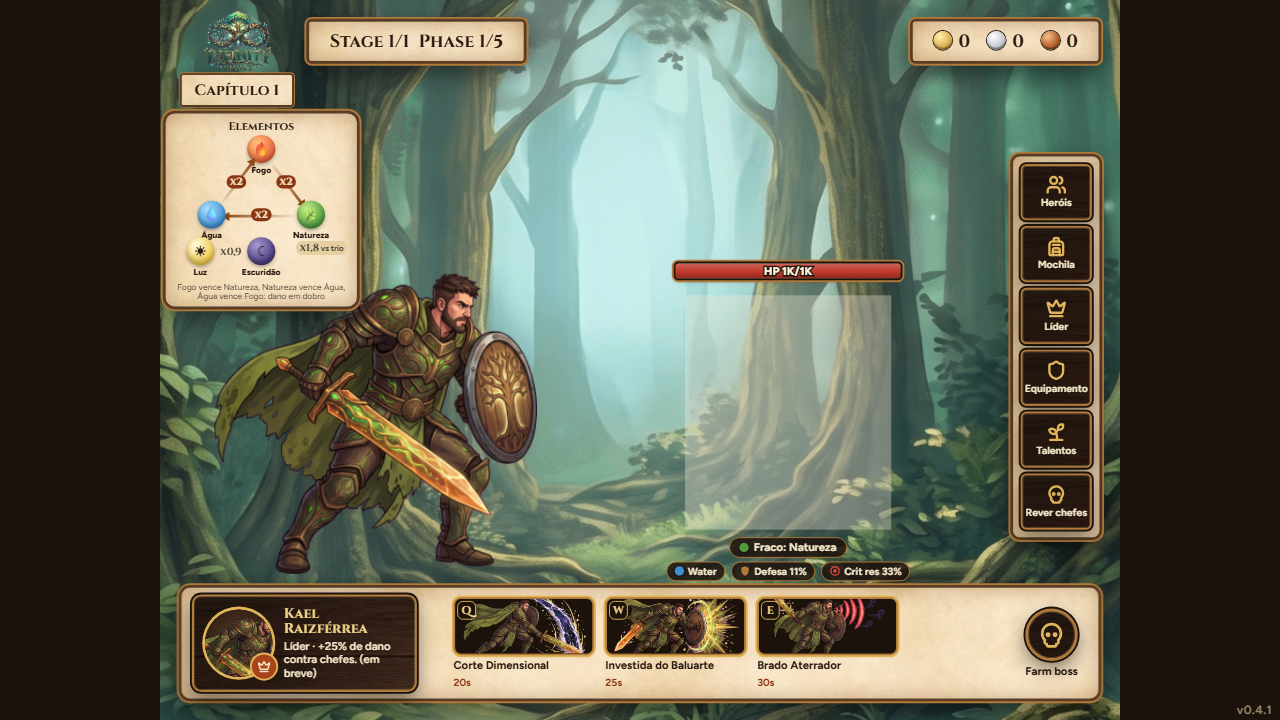 Stage 1/1 Phase 1/5
0 0 0
Capítulo 1
Elementos
Fogo
x2 x2
x2
Água Natureza
x0,9
x1,8 vs trio
Luz Escuridão
Fogo vence Natureza, Natureza vence Água,
Água vence Fogo: dano em dobro
HP 1K/1K
Heróis
Mochila
Líder
Equipamento
Talentos
Rever chefes
Fraco: Natureza
Water Defesa 11% Crit res 33%
Kael
Raizférrea
Líder · +25% de dano
contra chefes. (em
breve)
Q W E
Corte Dimensional Investida do Baluarte Brado Aterrador
20s 25s 30s
Farm boss
v0.4.1